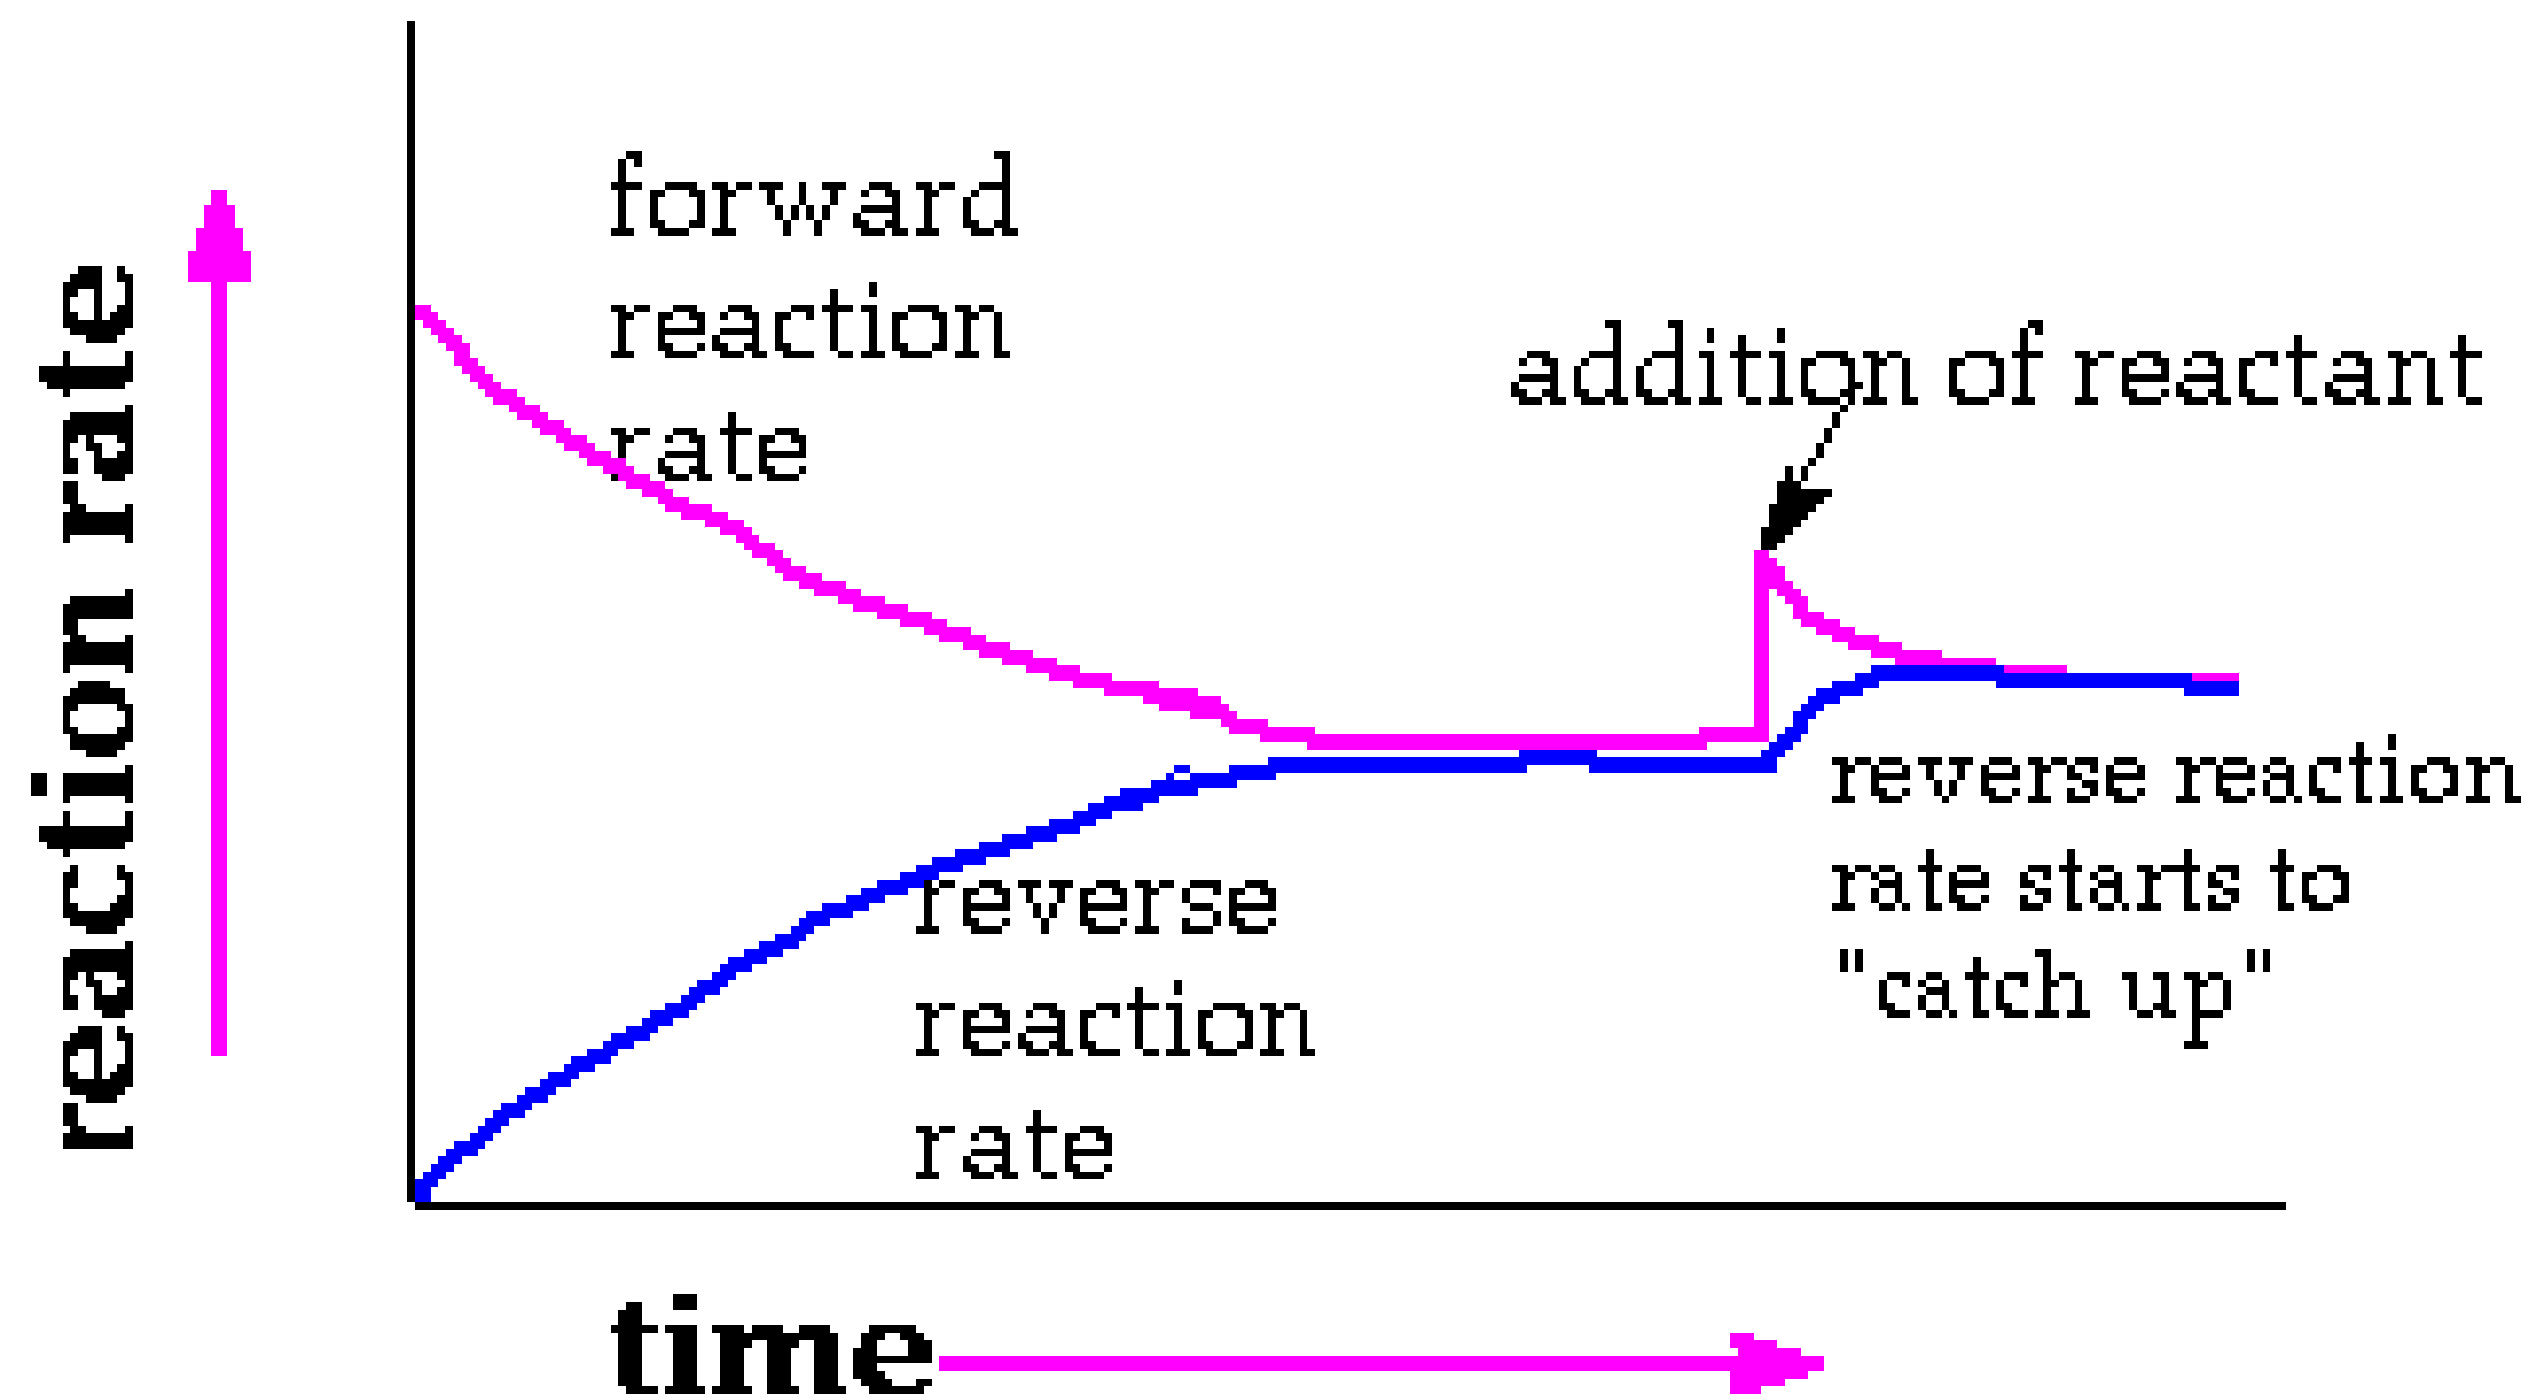 reaction rate
forward
reaction
rate
addition of reactant
reverse
reaction
rate
reverse reaction
rate starts to
"catch up"
time